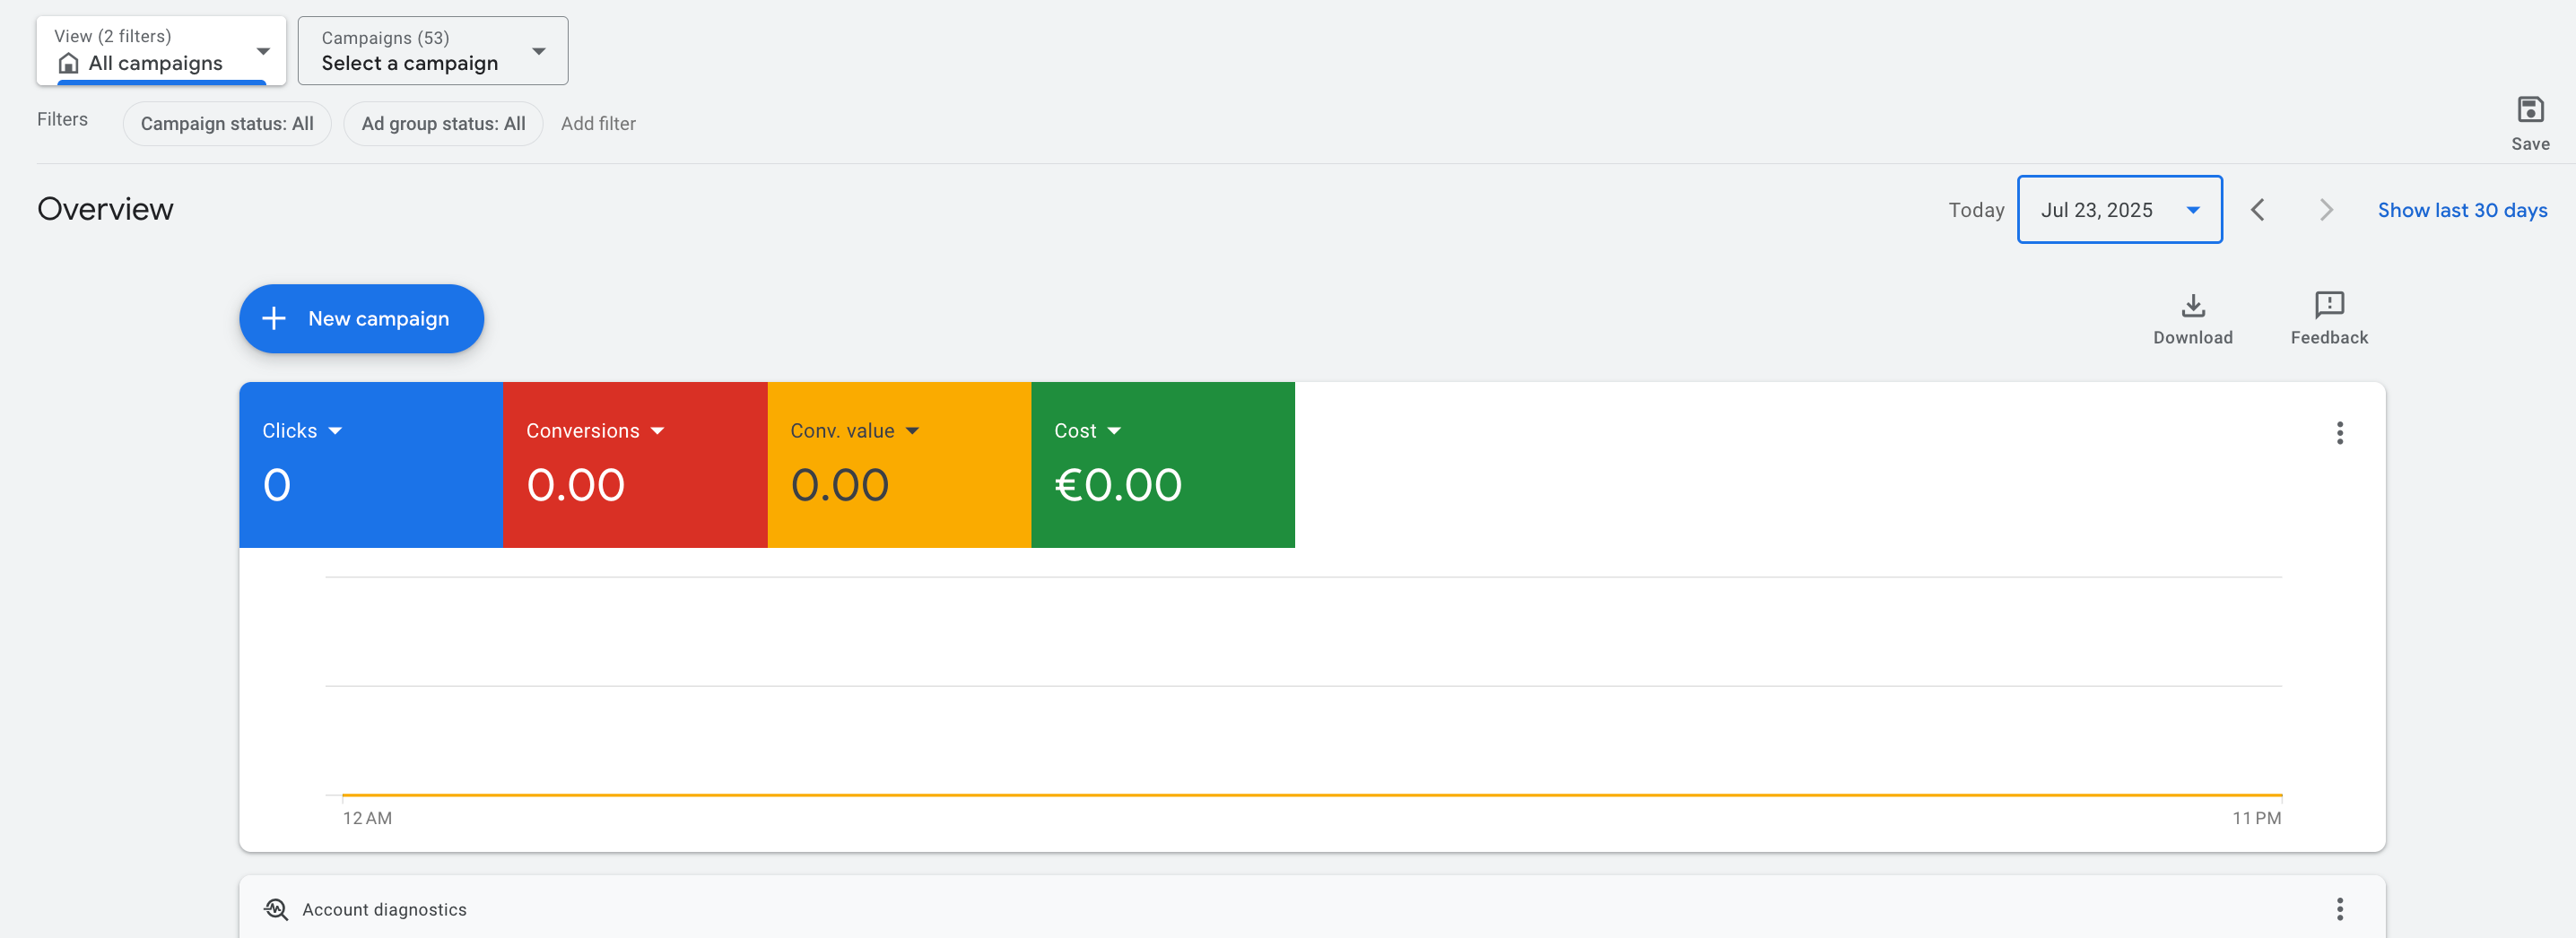 View (2 filters)
All campaigns
Campaigns (53)
Select a campaign
Filters
Campaign status: All
Ad group status: All
Add filter
Save
Overview
Today
Jul 23, 2025
Show last 30 days
New campaign
Download
Feedback
Clicks
0
Conversions
0.00
Conv. value
0.00
Cost
€0.00
12 AM
11 PM
Account diagnostics